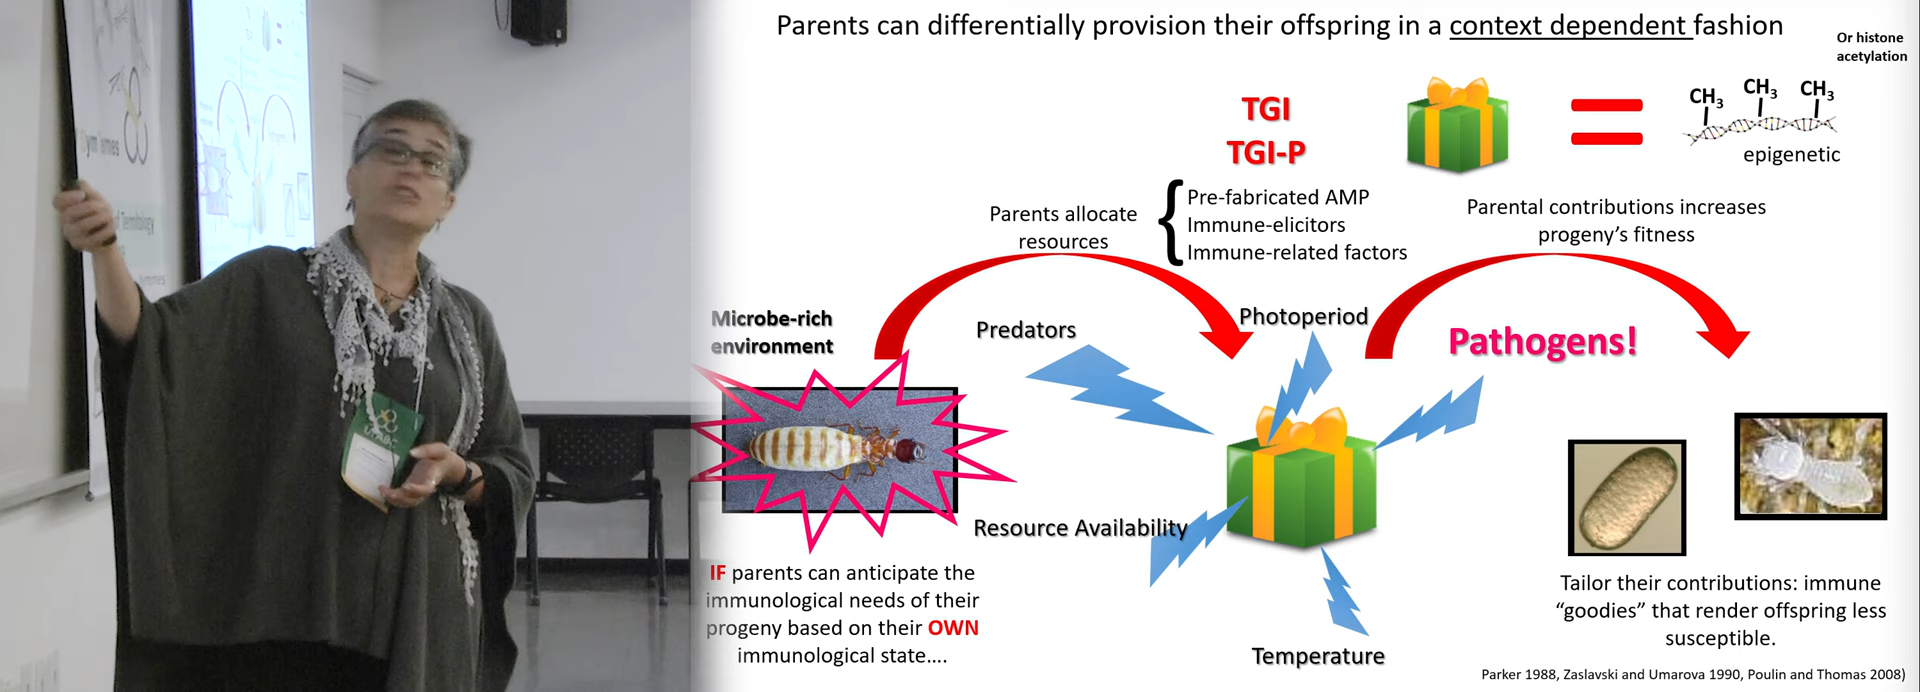 Parents can differentially provision their offspring in a context dependent fashion
Or histone
acetylation
TGI
TGI-P
CH3 CH3 CH3
epigenetic
Parents allocate
resources
{ Pre-fabricated AMP
Immune-elicitors
Immune-related factors
Parental contributions increases
progeny's fitness
Microbe-rich
environment
Predators
Photoperiod
Pathogens!
Resource Availability
Temperature
IF parents can anticipate the
immunological needs of their
progeny based on their OWN
immunological state....
Tailor their contributions: immune
“goodies” that render offspring less
susceptible.
Parker 1988, Zaslavski and Umarova 1990, Poulin and Thomas 2008)
of Termitology